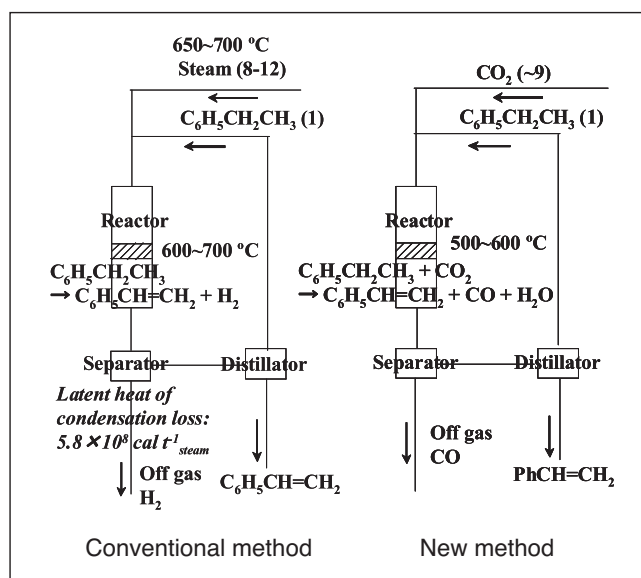 650~700 ºC
Steam (8-12)
C₆H₅CH₂CH₃ (1)
Reactor
600~700 ºC
C₆H₅CH₂CH₃
→ C₆H₅CH=CH₂ + H₂
Separator
Distillator
Latent heat of
condensation loss:
5.8×10⁸ cal t⁻¹steam
Off gas
H₂
C₆H₅CH=CH₂
Conventional method
CO₂ (~9)
C₆H₅CH₂CH₃ (1)
Reactor
500~600 ºC
C₆H₅CH₂CH₃ + CO₂
→ C₆H₅CH=CH₂ + CO + H₂O
Separator
Distillator
Off gas
CO
PhCH=CH₂
New method